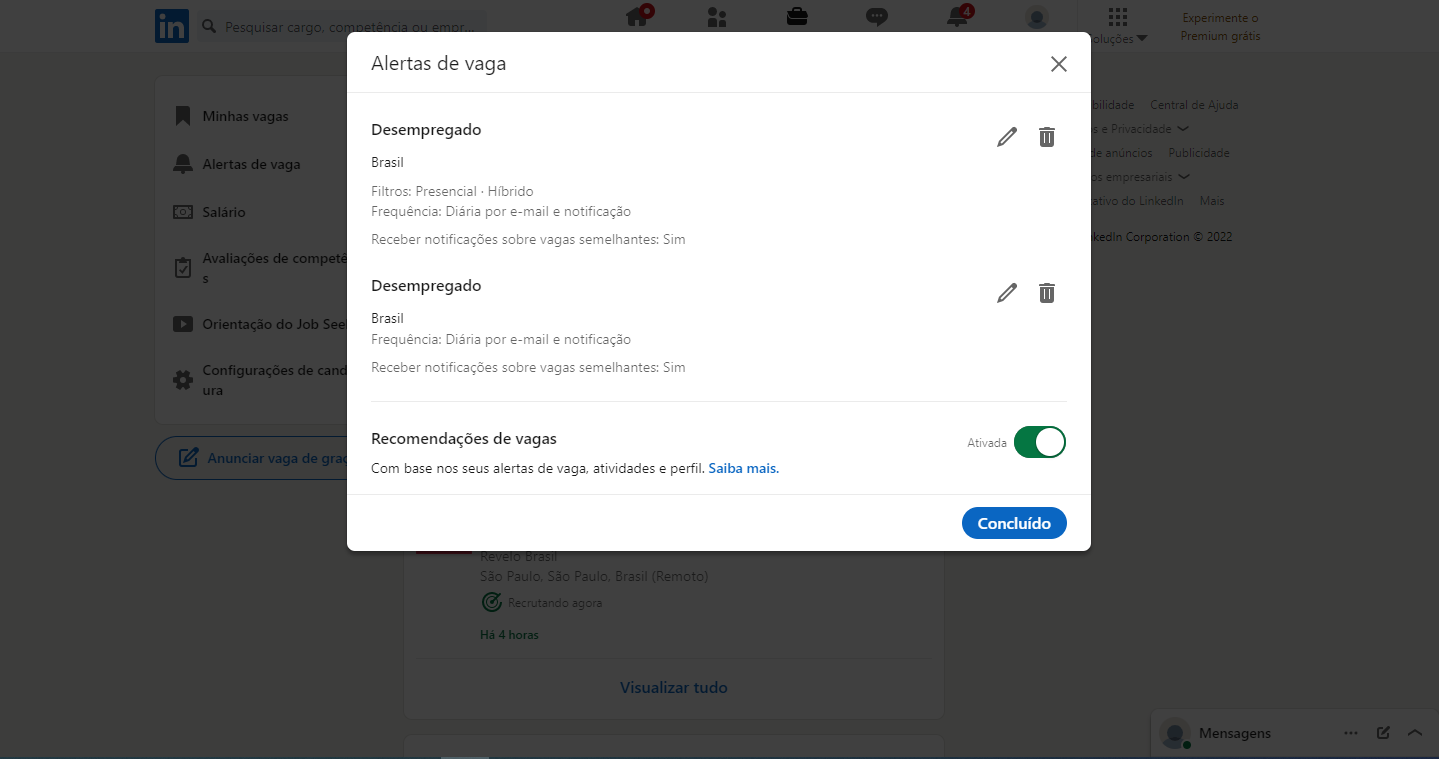 in
Pesquisar cargo, competência ou empr...
4
Experimente o
Premium grátis
Alertas de vaga
Desempregado
Brasil
Filtros: Presencial · Híbrido
Frequência: Diária por e-mail e notificação
Receber notificações sobre vagas semelhantes: Sim
Desempregado
Brasil
Frequência: Diária por e-mail e notificação
Receber notificações sobre vagas semelhantes: Sim
Recomendações de vagas
Ativada
Com base nos seus alertas de vaga, atividades e perfil. Saiba mais.
Concluído
Minhas vagas
Alertas de vaga
Salário
Avaliações de competê
s
Orientação do Job See
Configurações de cand
ura
Anunciar vaga de
Revelo Brasil
São Paulo, São Paulo, Brasil (Remoto)
Recrutando agora
Há 4 horas
Visualizar tudo
Central de Ajuda
s e Privacidade
de anúncios Publicidade
os empresariais
ativo do LinkedIn Mais
kedIn Corporation © 2022
Mensagens